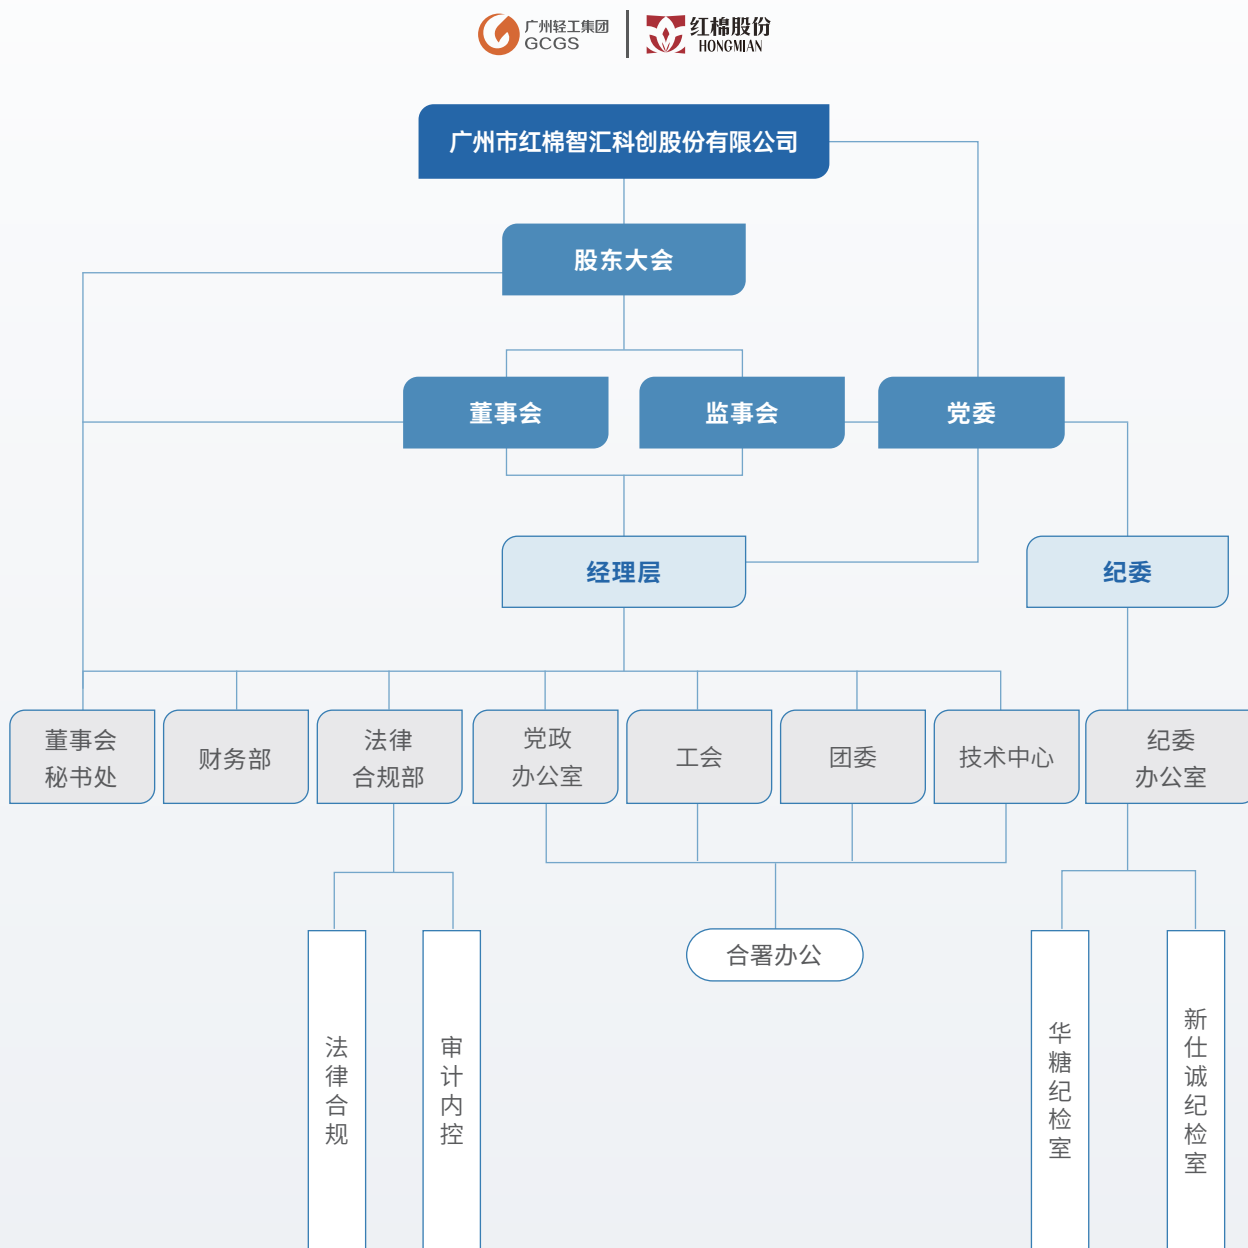 广州轻工集团
GCGS
红棉股份
HONGMIAN
广州市红棉智汇科创股份有限公司
股东大会
董事会
监事会
党委
经理层
纪委
董事会
秘书处
财务部
法律
合规部
党政
办公室
工会
团委
技术中心
纪委
办公室
合署办公
法律合规
审计内控
华糖纪检室
新仕诚纪检室